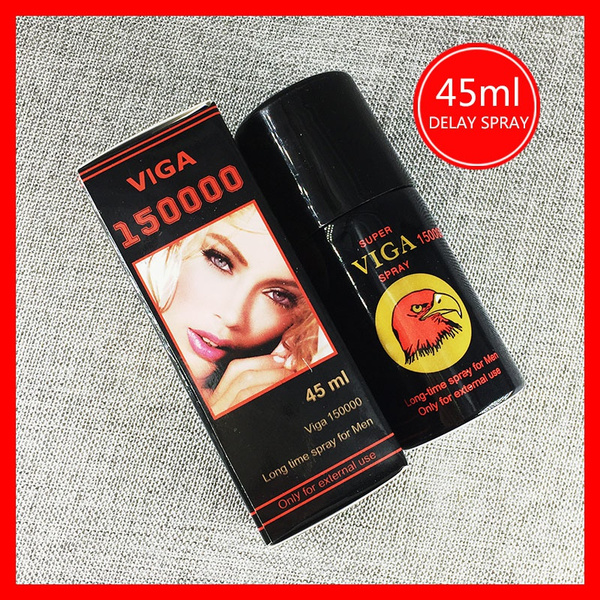 45ml
DELAY SPRAY
VIGA
150000
45 ml
Viga 150000
Long time spray for Men
Only for external use
SUPER
VIGA 15000
SPRAY
Long-time spray for Men
Only for external use